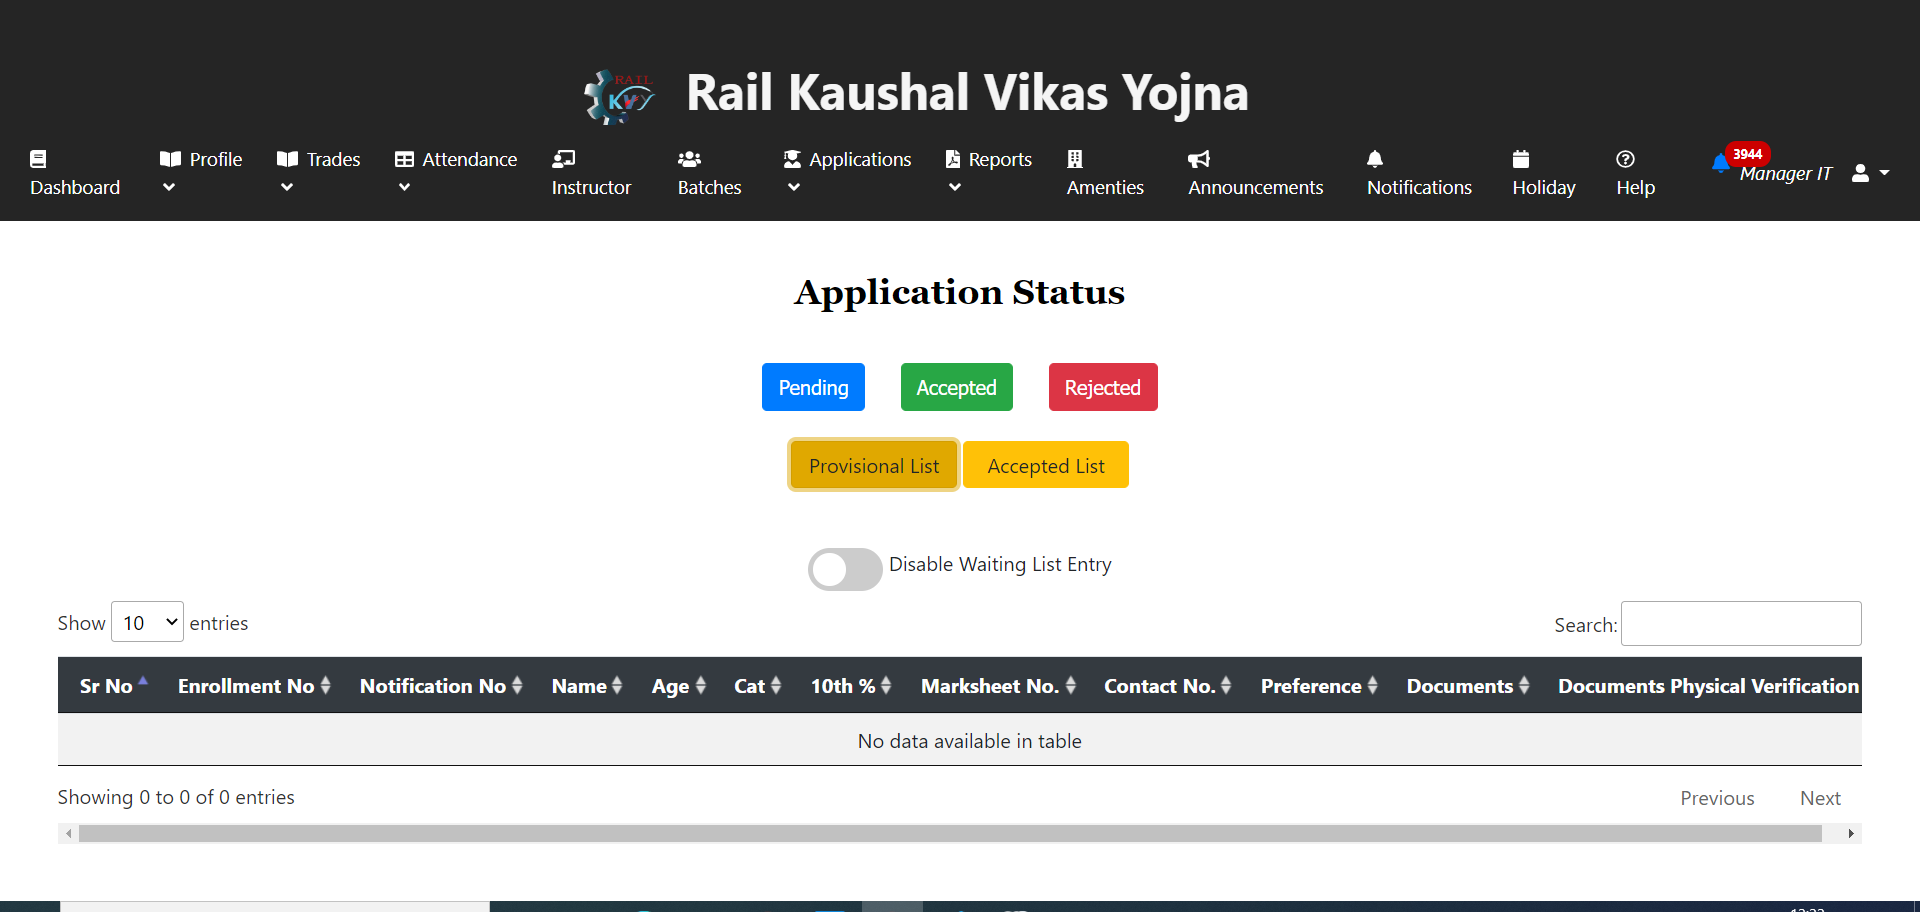 RAIL
KVY
Rail Kaushal Vikas Yojna
Dashboard
Profile
Trades
Attendance
Instructor
Batches
Applications
Reports
Amenties
Announcements
Notifications
Holiday
Help
3944
Manager IT
Application Status
Pending Accepted Rejected
Provisional List Accepted List
Disable Waiting List Entry
Show 10 entries
Search:
Sr No Enrollment No Notification No Name Age Cat 10th % Marksheet No. Contact No. Preference Documents Documents Physical Verification
No data available in table
Showing 0 to 0 of 0 entries
Previous Next